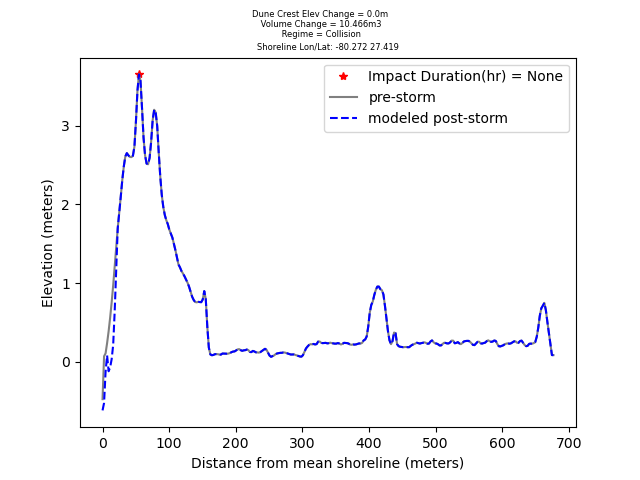 Dune Crest Elev Change = 0.0m
Volume Change = 10.466m3
Regime = Collision
Shoreline Lon/Lat: -80.272 27.419
Impact Duration(hr) = None
pre-storm
modeled post-storm
Elevation (meters)
3
2
1
0
0 100 200 300 400 500 600 700
Distance from mean shoreline (meters)